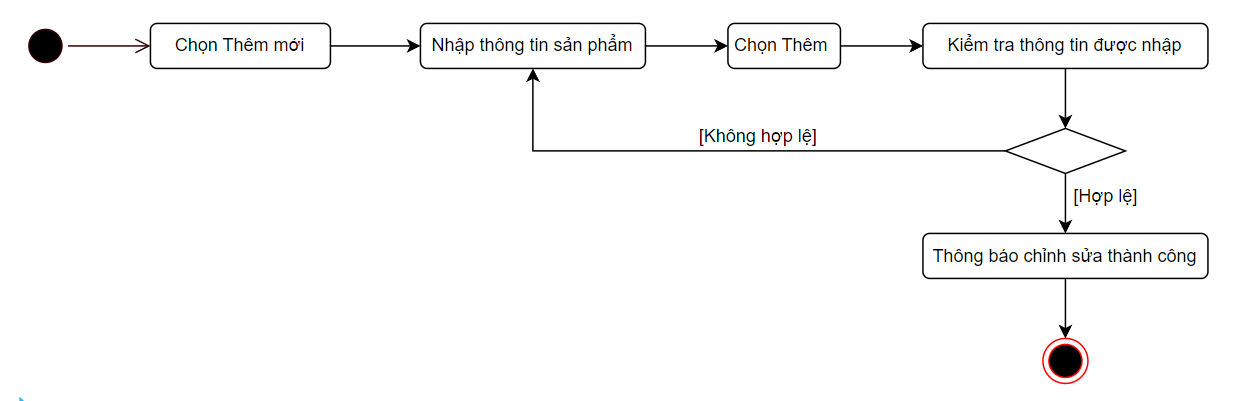 Chọn Thêm mới
Nhập thông tin sản phẩm
Chọn Thêm
Kiểm tra thông tin được nhập
[Không hợp lệ]
[Hợp lệ]
Thông báo chỉnh sửa thành công